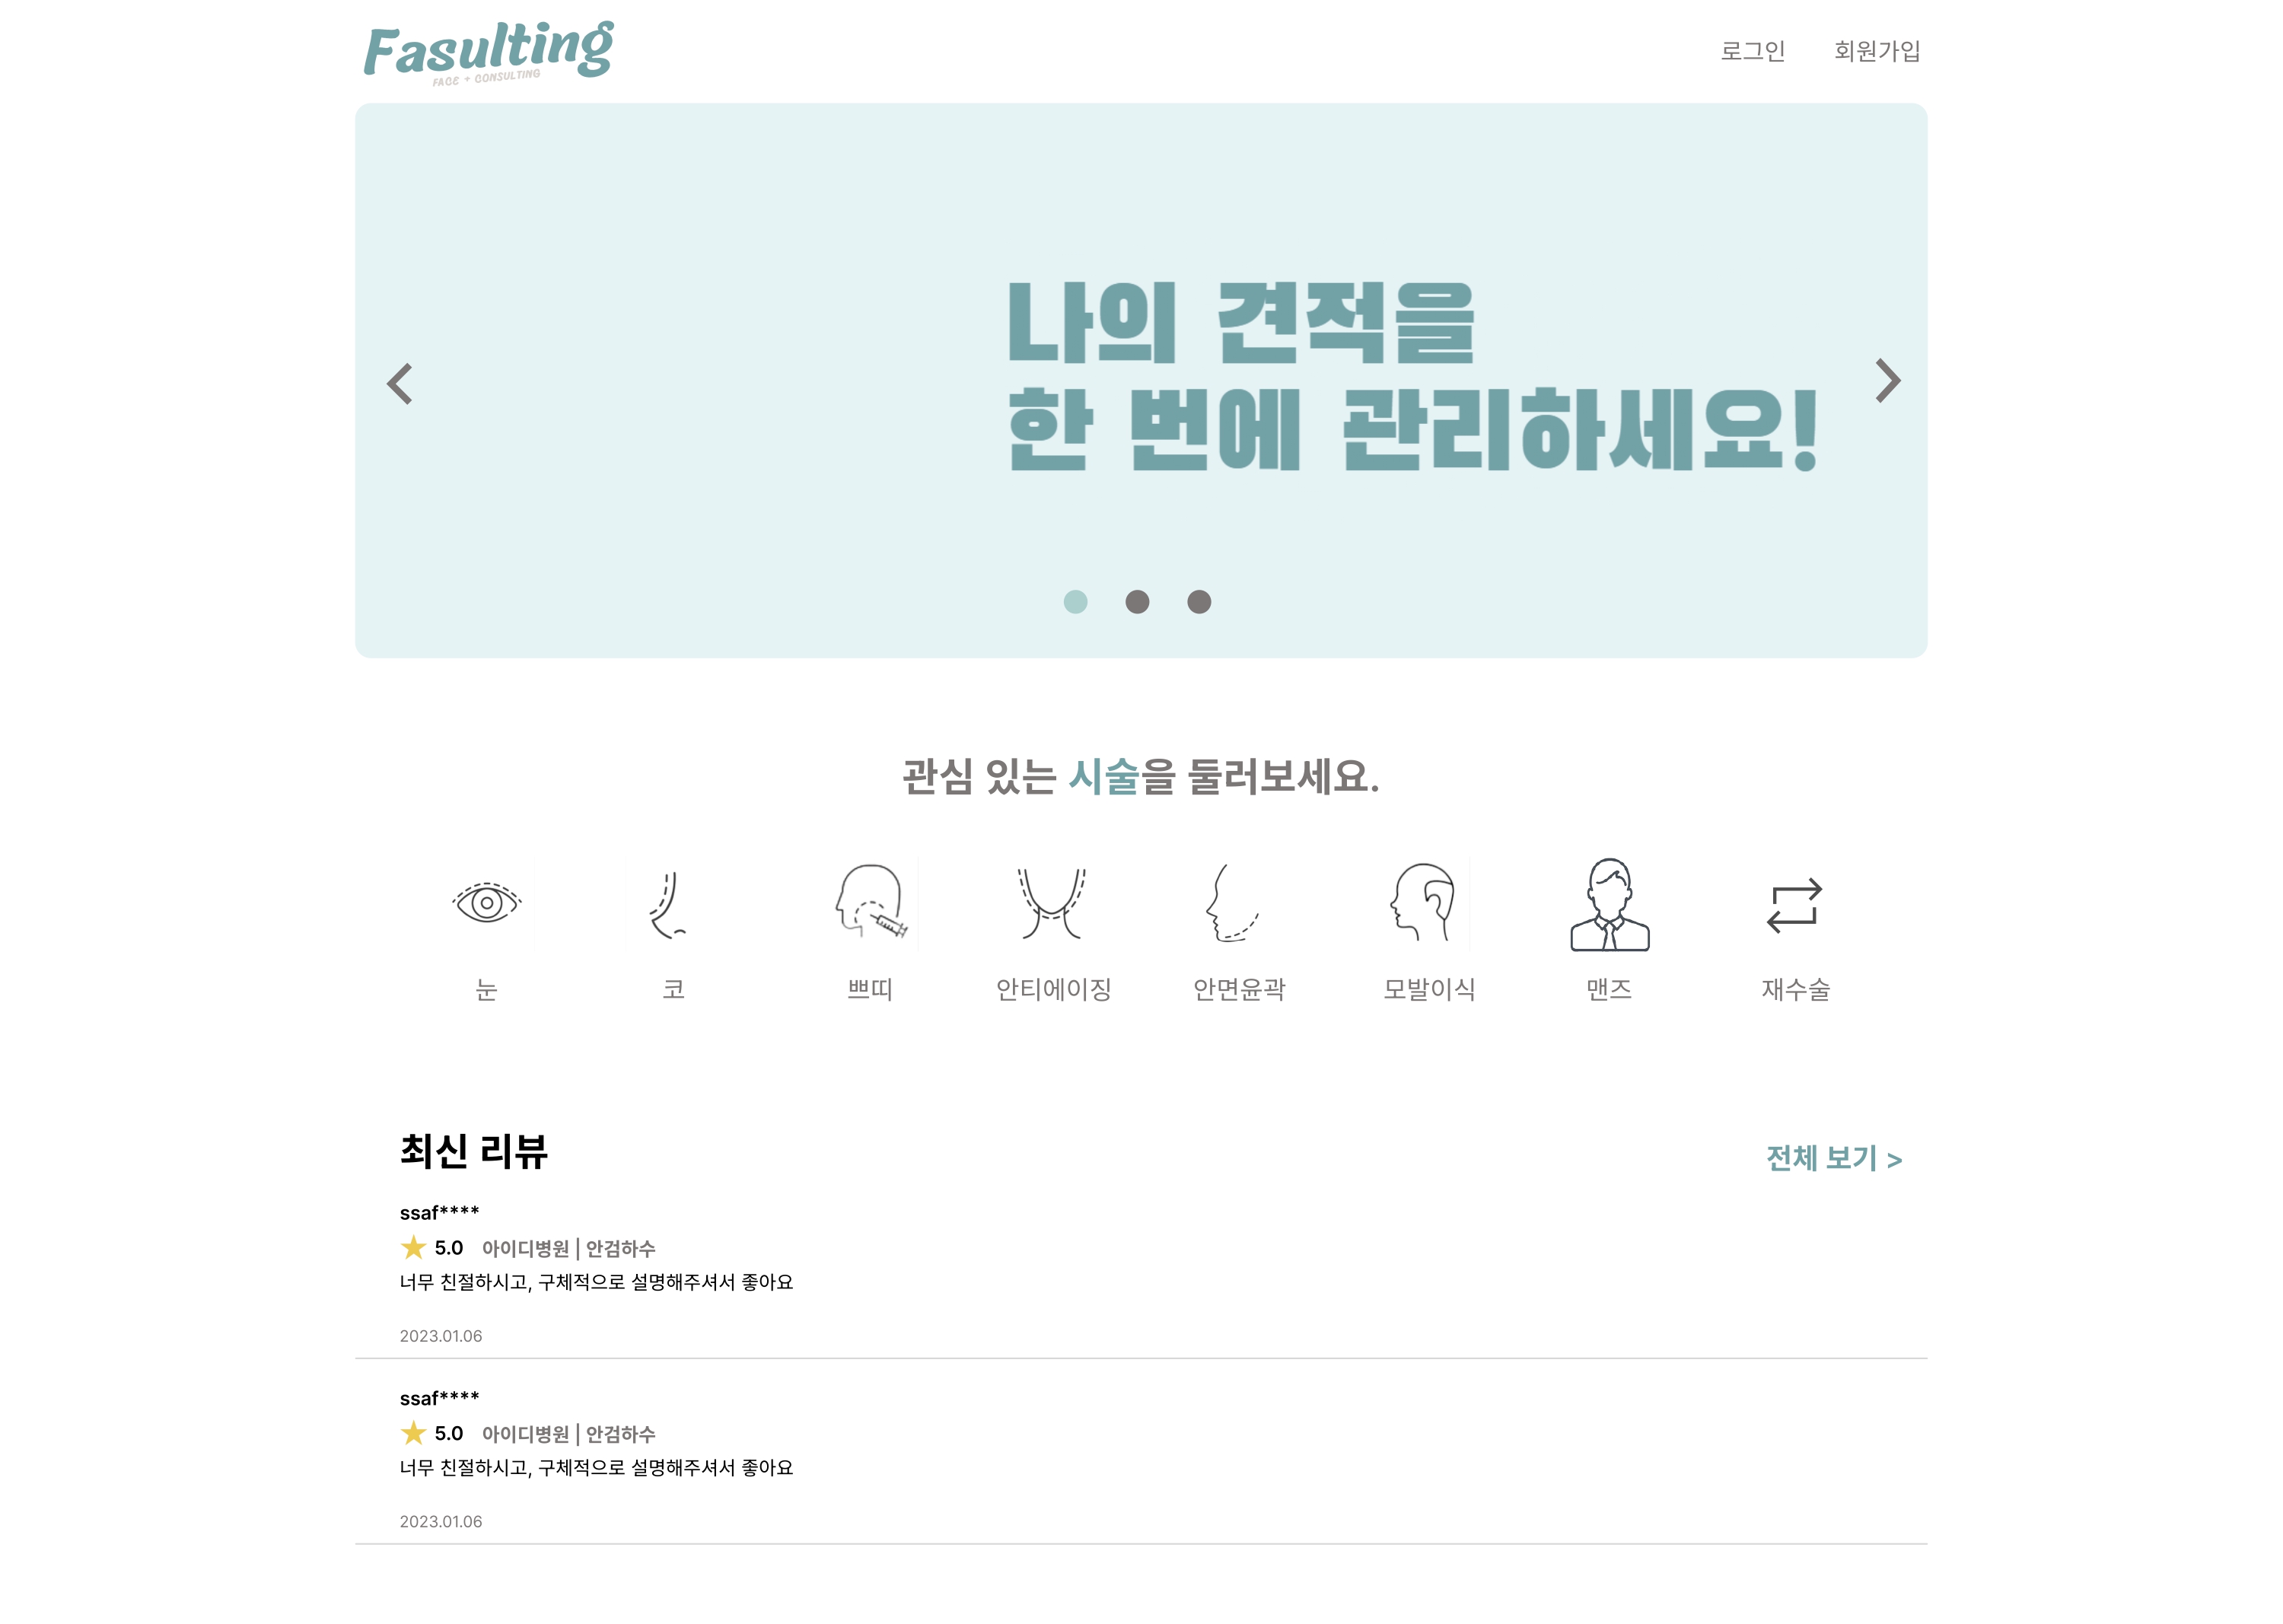 Fasulting
FACE + CONSULTING
로그인 회원가입
나의 견적을
한 번에 관리하세요!
관심 있는 시술을 둘러보세요.
눈 코 쁘띠 안티에이징 안면윤곽 모발이식 맨즈 재수술
최신 리뷰
전체 보기 >
ssaf****
5.0 아이디병원 | 안검하수
너무 친절하시고, 구체적으로 설명해주셔서 좋아요
2023.01.06
ssaf****
5.0 아이디병원 | 안검하수
너무 친절하시고, 구체적으로 설명해주셔서 좋아요
2023.01.06